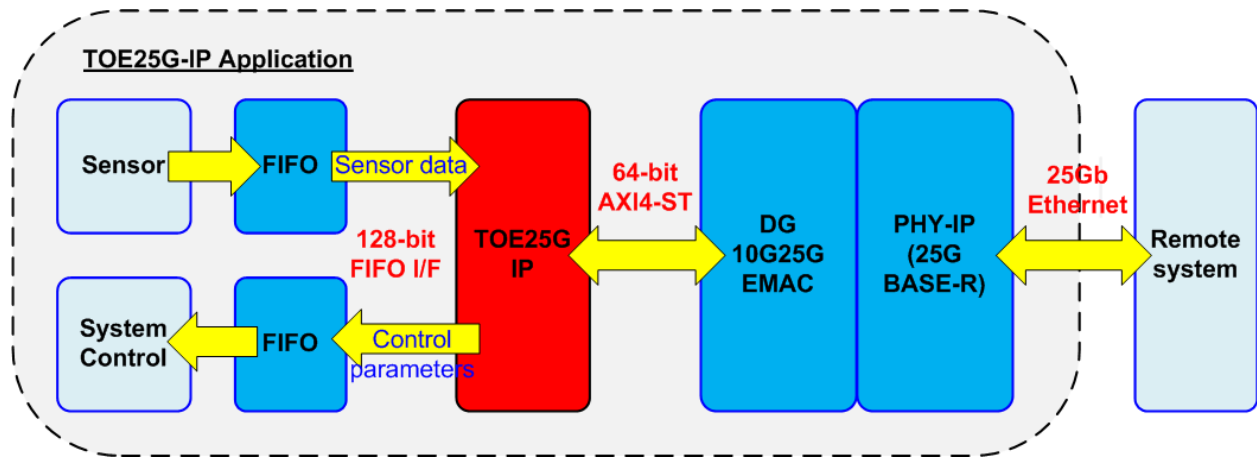 TOE25G-IP Application
Sensor
FIFO
Sensor data
128-bit
FIFO I/F
TOE25G
IP
64-bit
AXI4-ST
DG
10G25G
EMAC
PHY-IP
(25G
BASE-R)
25Gb
Ethernet
Remote
system
System
Control
FIFO
Control
parameters